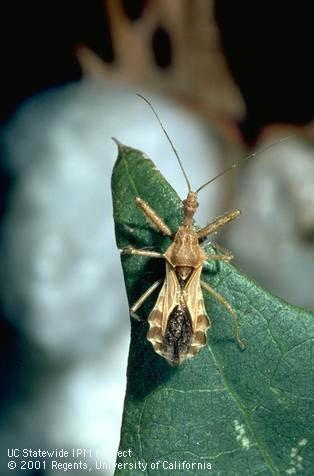 UC Statewide IPM Project
© 2001 Regents, University of California